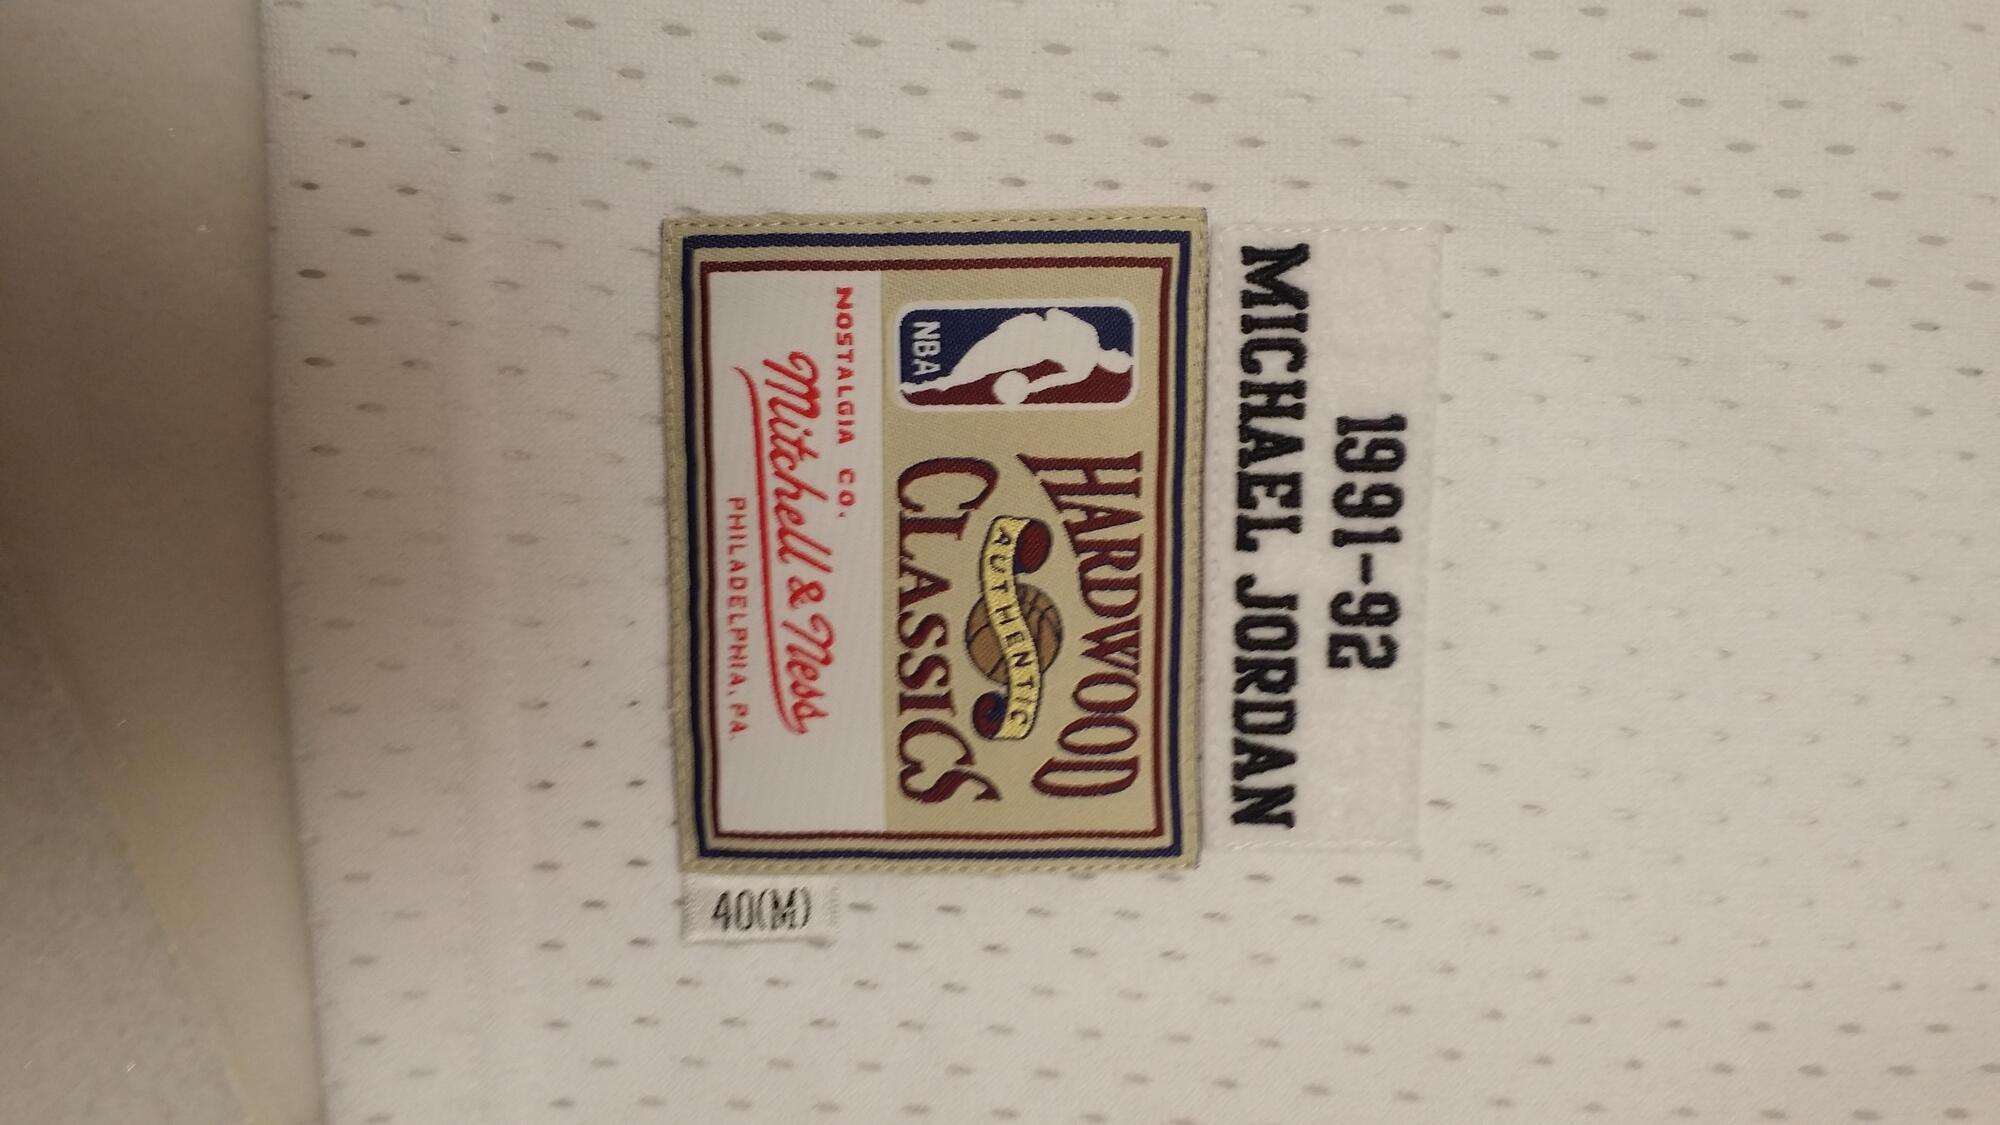 1991-92
MICHAEL JORDAN
NBA
HARDWOOD
AUTHENTIC
CLASSICS
NOSTALGIA CO.
Mitchell & Ness
PHILADELPHIA, PA.
40(M)